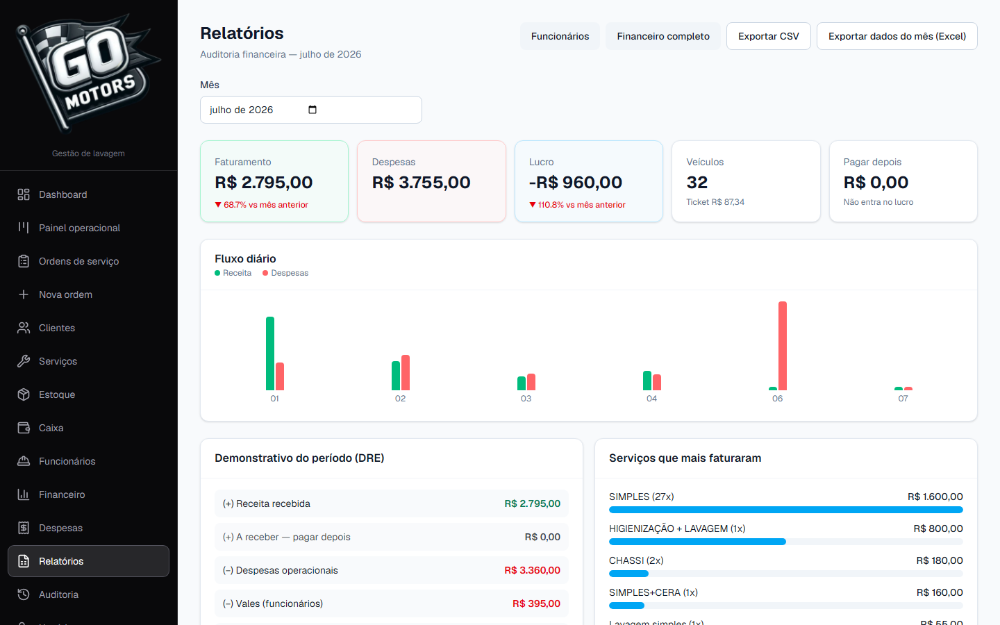 GO
MOTORS
Gestão de lavagem
Dashboard
Painel operacional
Ordens de serviço
Nova ordem
Clientes
Serviços
Estoque
Caixa
Funcionários
Financeiro
Despesas
Relatórios
Auditoria
Relatórios
Auditoria financeira — julho de 2026
Funcionários
Financeiro completo
Exportar CSV
Exportar dados do mês (Excel)
Mês
julho de 2026
Faturamento
R$ 2.795,00
▼ 68.7% vs mês anterior
Despesas
R$ 3.755,00
Lucro
-R$ 960,00
▼ 110.8% vs mês anterior
Veículos
32
Ticket R$ 87,34
Pagar depois
R$ 0,00
Não entra no lucro
Fluxo diário
Receita Despesas
01 02 03 04 06 07
Demonstrativo do período (DRE)
(+) Receita recebida R$ 2.795,00
(+) A receber — pagar depois R$ 0,00
(−) Despesas operacionais R$ 3.360,00
(−) Vales (funcionários) R$ 395,00
Serviços que mais faturaram
SIMPLES (27x) R$ 1.600,00
HIGIENIZAÇÃO + LAVAGEM (1x) R$ 800,00
CHASSI (2x) R$ 180,00
SIMPLES+CERA (1x) R$ 160,00
Lavagem simples (1x) R$ 55,00